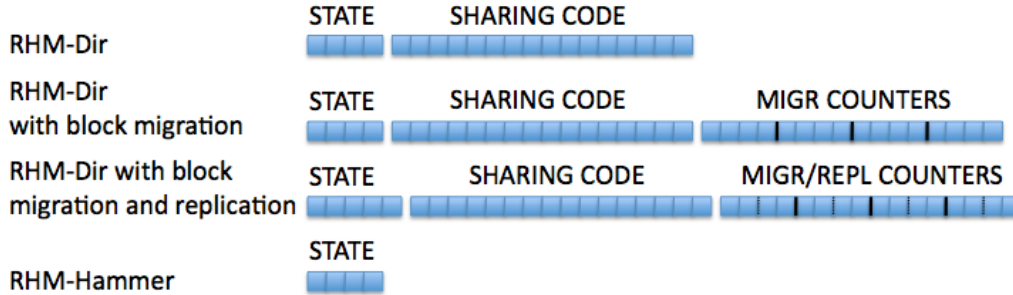 STATE SHARING CODE
RHM-Dir
RHM-Dir
with block migration
STATE SHARING CODE MIGR COUNTERS
RHM-Dir with block
migration and replication
STATE SHARING CODE MIGR/REPL COUNTERS
STATE
RHM-Hammer